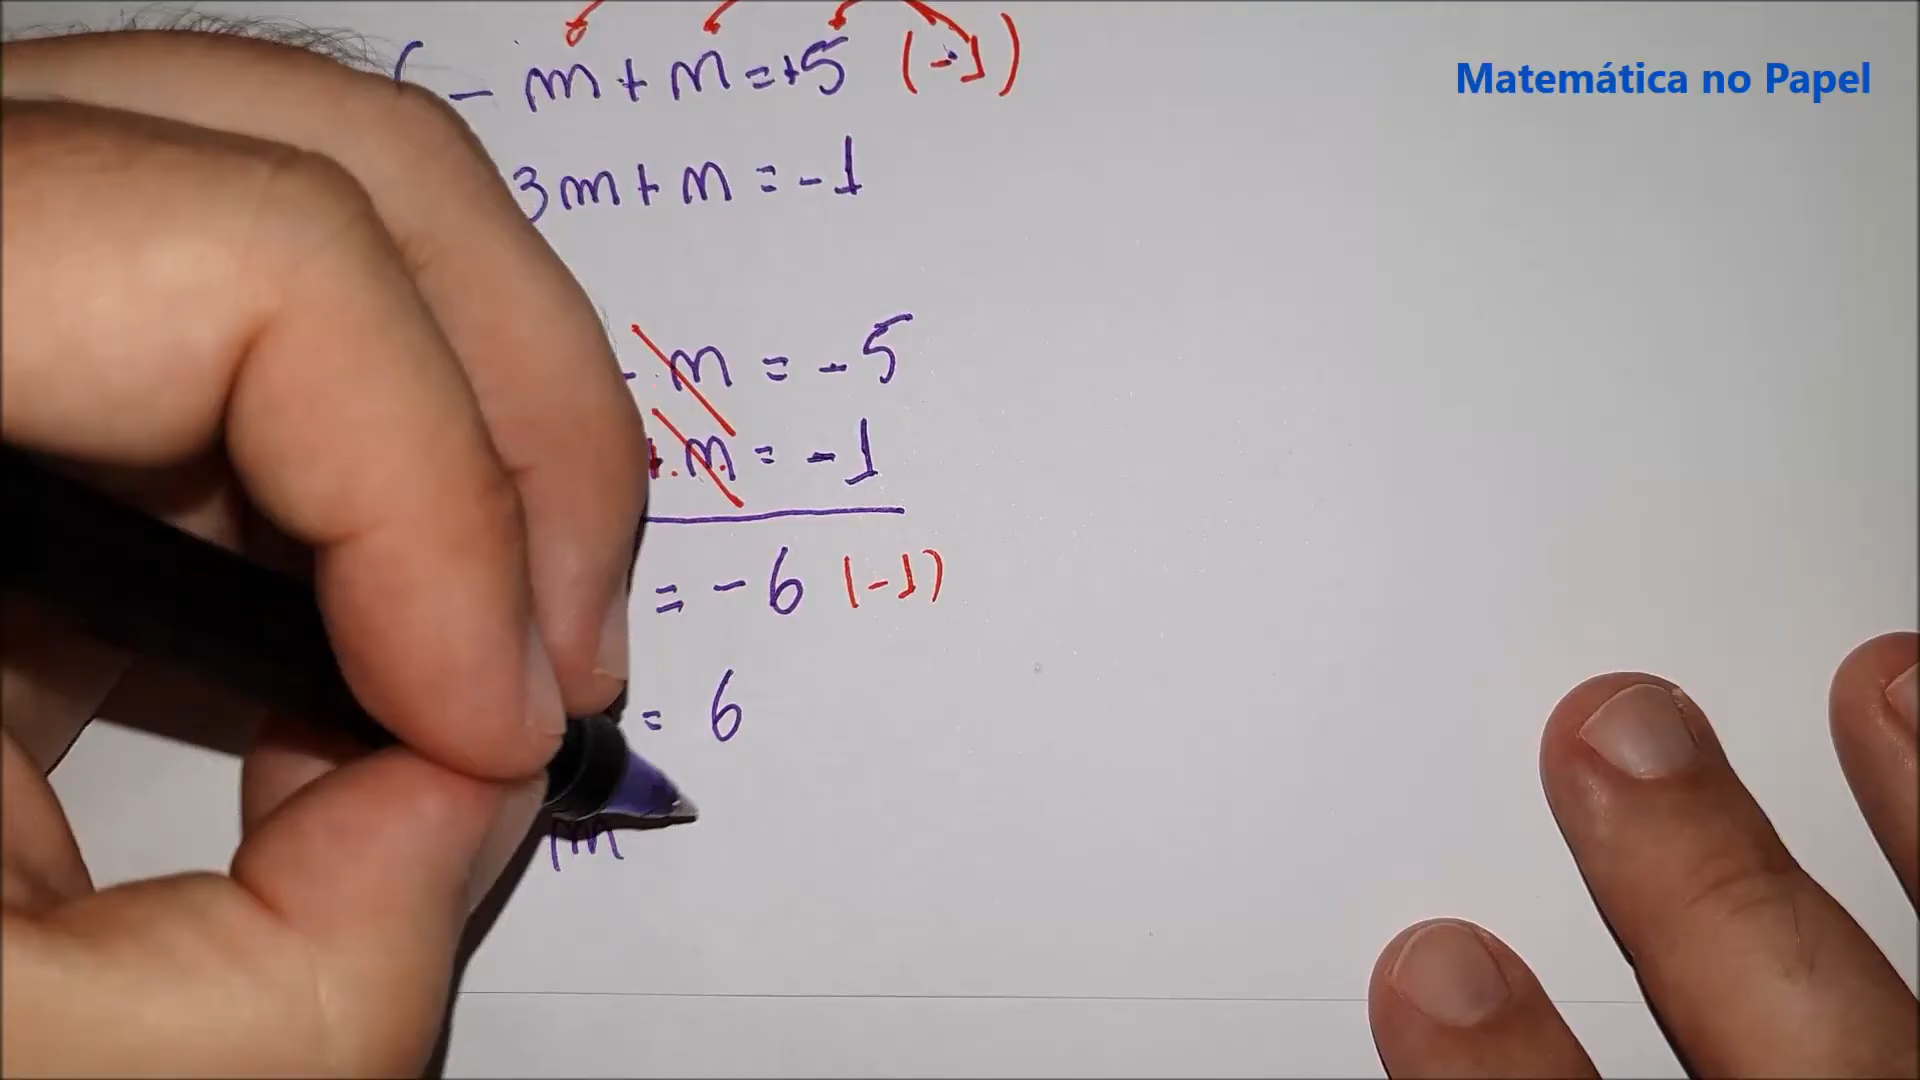 Matemática no Papel
- m + n = +5 (-1)
3m + n = -1
- n = -5
+ n = -1
= -6 (-1)
= 6
m